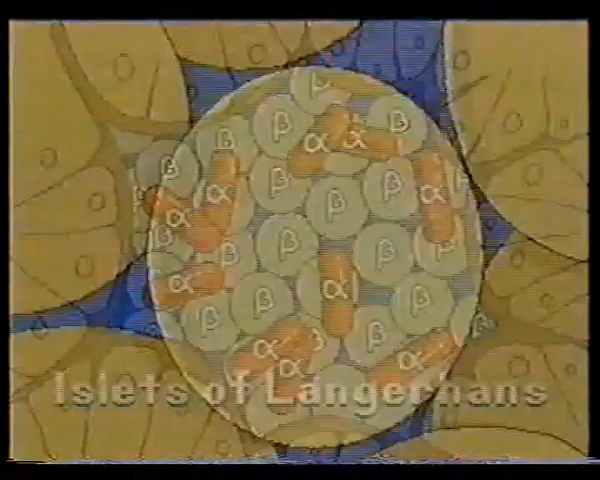 β
β β β
α α
β β β α β
α α β
β β β β β
α β α β
β β β
α β α
α
Islets of Langerhans